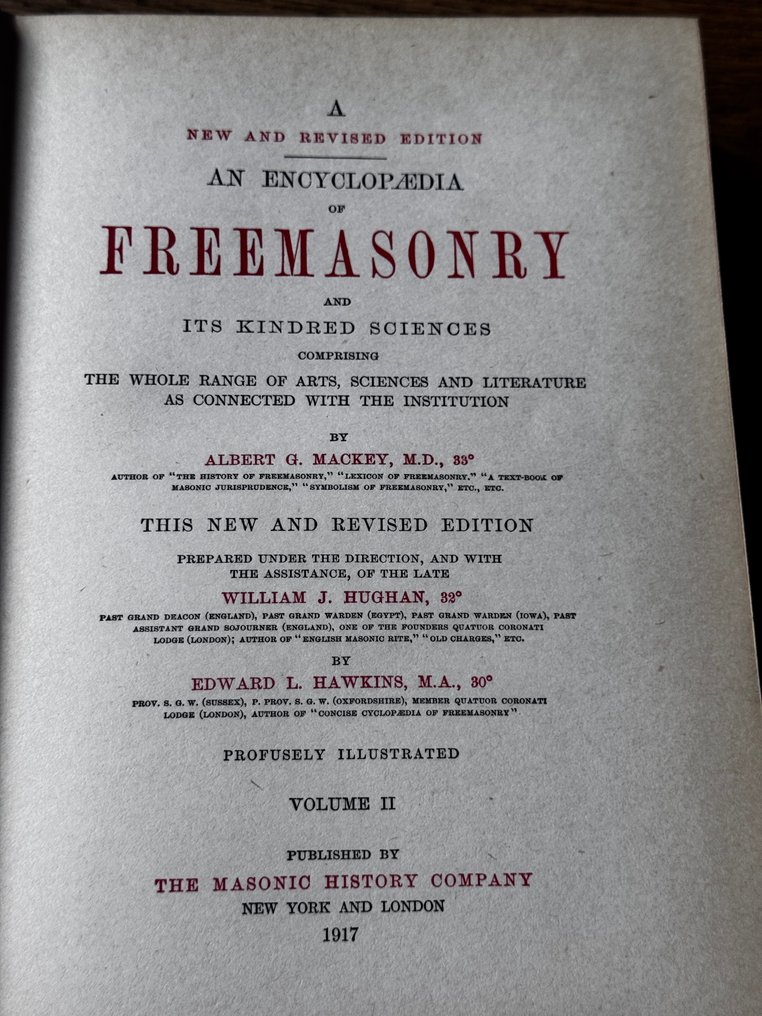 A
NEW AND REVISED EDITION
AN ENCYCLOPÆDIA
OF
FREEMASONRY
AND
ITS KINDRED SCIENCES
COMPRISING
THE WHOLE RANGE OF ARTS, SCIENCES AND LITERATURE
AS CONNECTED WITH THE INSTITUTION
BY
ALBERT G. MACKEY, M.D., 33°
AUTHOR OF "THE HISTORY OF FREEMASONRY," "LEXICON OF FREEMASONRY," "A TEXT-BOOK OF
MASONIC JURISPRUDENCE," "SYMBOLISM OF FREEMASONRY," ETC., ETC.
THIS NEW AND REVISED EDITION
PREPARED UNDER THE DIRECTION, AND WITH
THE ASSISTANCE, OF THE LATE
WILLIAM J. HUGHAN, 32°
PAST GRAND DEACON (ENGLAND), PAST GRAND WARDEN (EGYPT), PAST GRAND WARDEN (IOWA), PAST
ASSISTANT GRAND SOJOURNER (ENGLAND), ONE OF THE FOUNDERS QUATUOR CORONATI
LODGE (LONDON); AUTHOR OF "ENGLISH MASONIC RITE," "OLD CHARGES," ETC.
BY
EDWARD L. HAWKINS, M.A., 30°
PROV. S. G. W. (SUSSEX), P. PROV. S. G. W. (OXFORDSHIRE), MEMBER QUATUOR CORONATI
LODGE (LONDON), AUTHOR OF "CONCISE CYCLOPÆDIA OF FREEMASONRY"
PROFUSELY ILLUSTRATED
VOLUME II
PUBLISHED BY
THE MASONIC HISTORY COMPANY
NEW YORK AND LONDON
1917